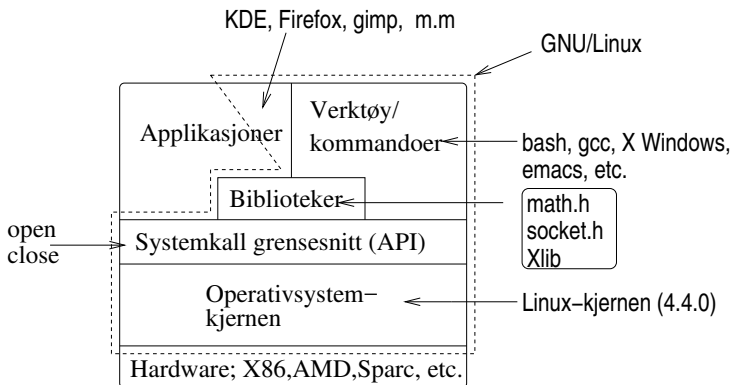 KDE, Firefox, gimp, m.m
GNU/Linux
Applikasjoner
Verktøy/
kommandoer
bash, gcc, X Windows,
emacs, etc.
Biblioteker
math.h
socket.h
Xlib
open
close
Systemkall grensesnitt (API)
Operativsystem−
kjernen
Linux−kjernen (4.4.0)
Hardware; X86,AMD,Sparc, etc.